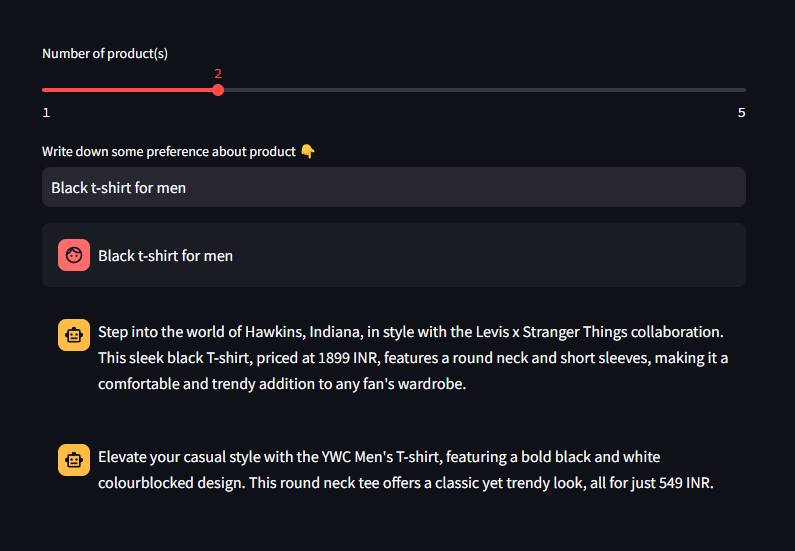 Number of product(s)
2
1
5
Write down some preference about product 👇
Black t-shirt for men
Black t-shirt for men
Step into the world of Hawkins, Indiana, in style with the Levis x Stranger Things collaboration.
This sleek black T-shirt, priced at 1899 INR, features a round neck and short sleeves, making it a
comfortable and trendy addition to any fan's wardrobe.
Elevate your casual style with the YWC Men's T-shirt, featuring a bold black and white
colourblocked design. This round neck tee offers a classic yet trendy look, all for just 549 INR.